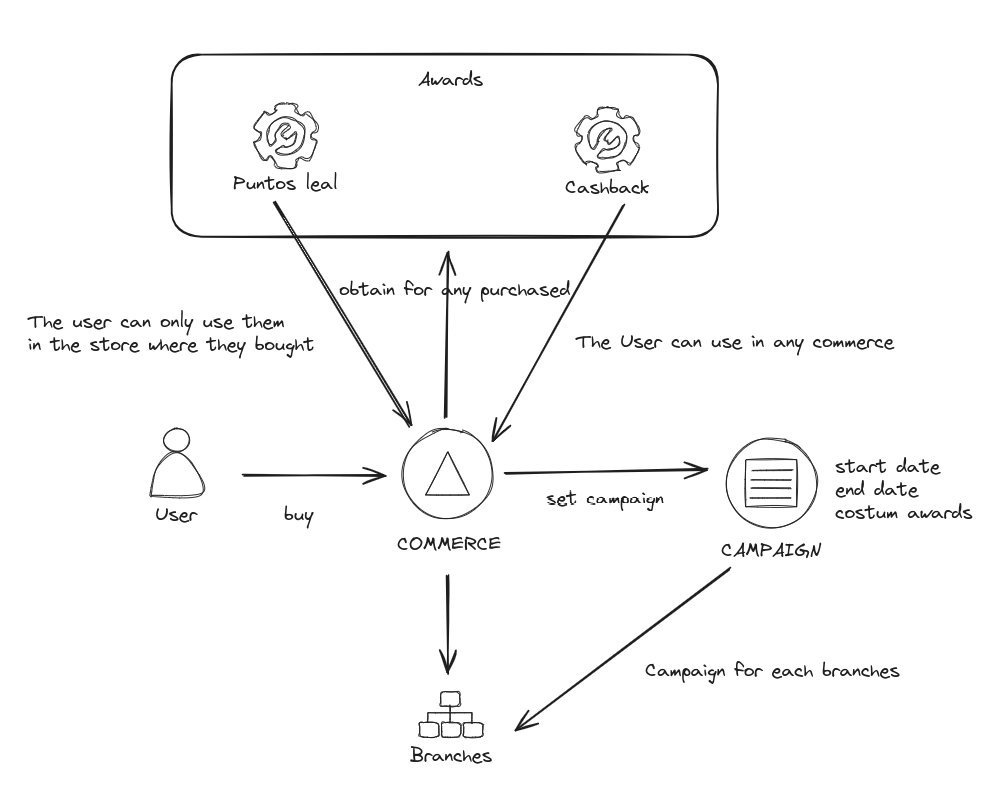 Awards
Puntos leal
Cashback
obtain for any purchased
The user can only use them
in the store where they bought
The User can use in any commerce
User
buy
COMMERCE
set campaign
CAMPAIGN
start date
end date
costum awards
Campaign for each branches
Branches